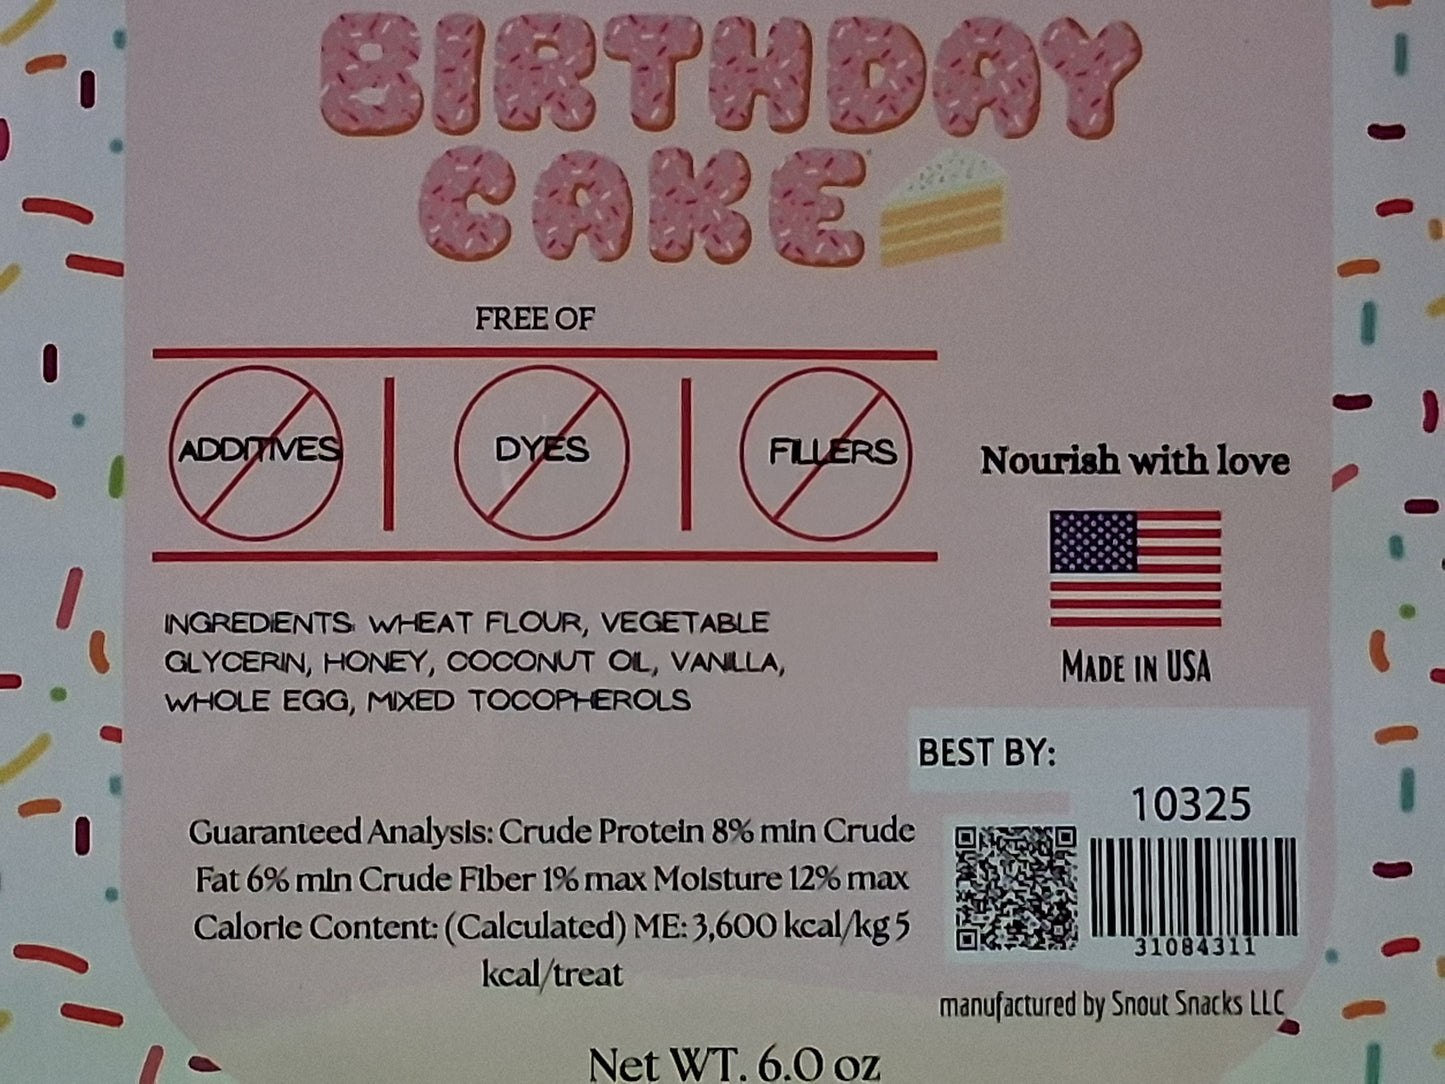 BIRTHDAY
CAKE
FREE OF
ADDITIVES
DYES
FILLERS
Nourish with love
MADE IN USA
INGREDIENTS: WHEAT FLOUR, VEGETABLE
GLYCERIN, HONEY, COCONUT OIL, VANILLA,
WHOLE EGG, MIXED TOCOPHEROLS
BEST BY:
10325
31084311
Guaranteed Analysis: Crude Protein 8% min Crude
Fat 6% min Crude Fiber 1% max Moisture 12% max
Calorie Content: (Calculated) ME: 3,600 kcal/kg 5
kcal/treat
manufactured by Snout Snacks LLC
Net WT. 6.0 oz